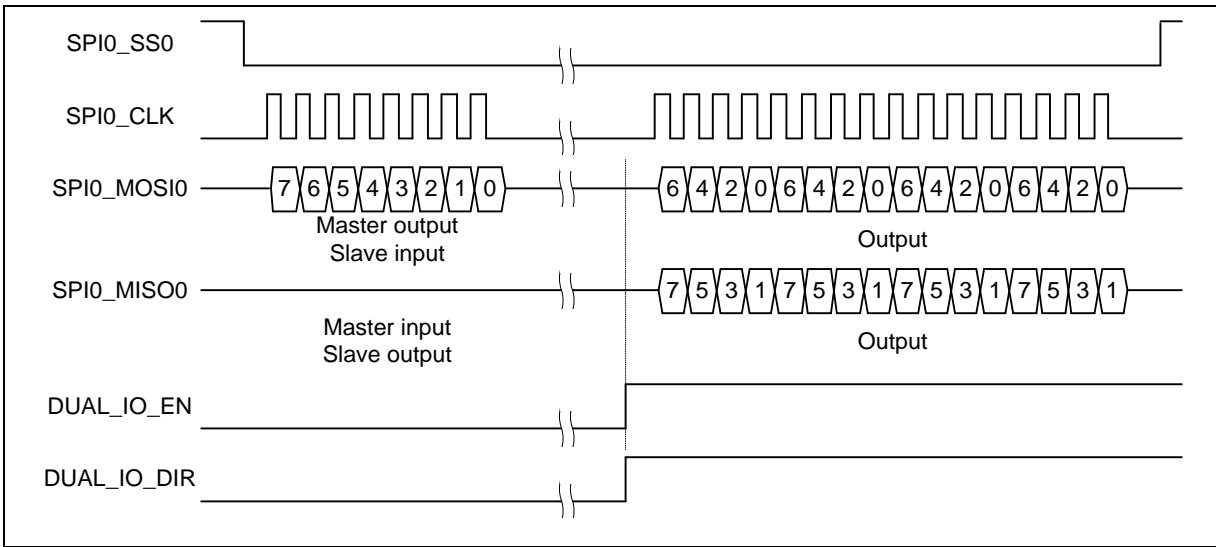 SPI0_SS0
SPI0_CLK
SPI0_MOSI0 7 6 5 4 3 2 1 0 6 4 2 0 6 4 2 0 6 4 2 0 6 4 2 0
Master output
Slave input
Output
SPI0_MISO0 7 5 3 1 7 5 3 1 7 5 3 1 7 5 3 1
Master input
Slave output
Output
DUAL_IO_EN
DUAL_IO_DIR